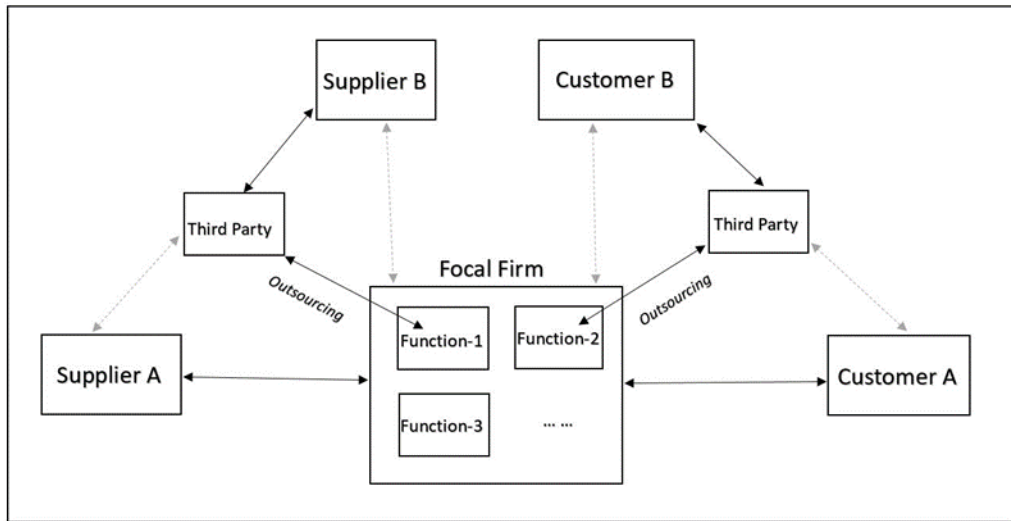 Supplier B
Customer B
Third Party
Third Party
Focal Firm
Outsourcing
Outsourcing
Function-1
Function-2
Supplier A
Customer A
Function-3
... ...